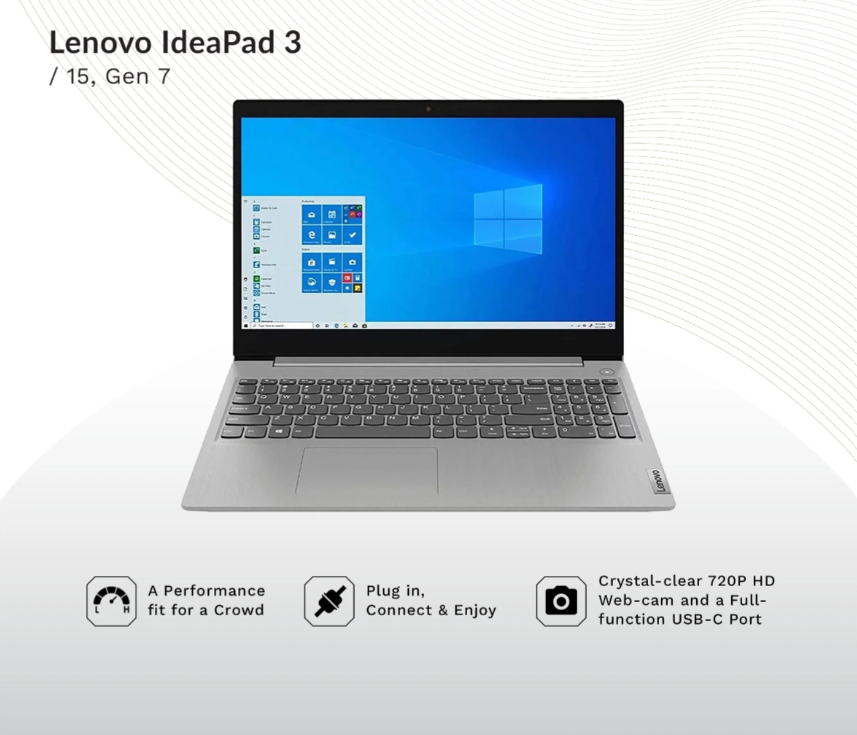 Lenovo IdeaPad 3
/ 15, Gen 7
Lenovo
L H
A Performance
fit for a Crowd
Plug in,
Connect & Enjoy
Crystal-clear 720P HD
Web-cam and a Full-
function USB-C Port